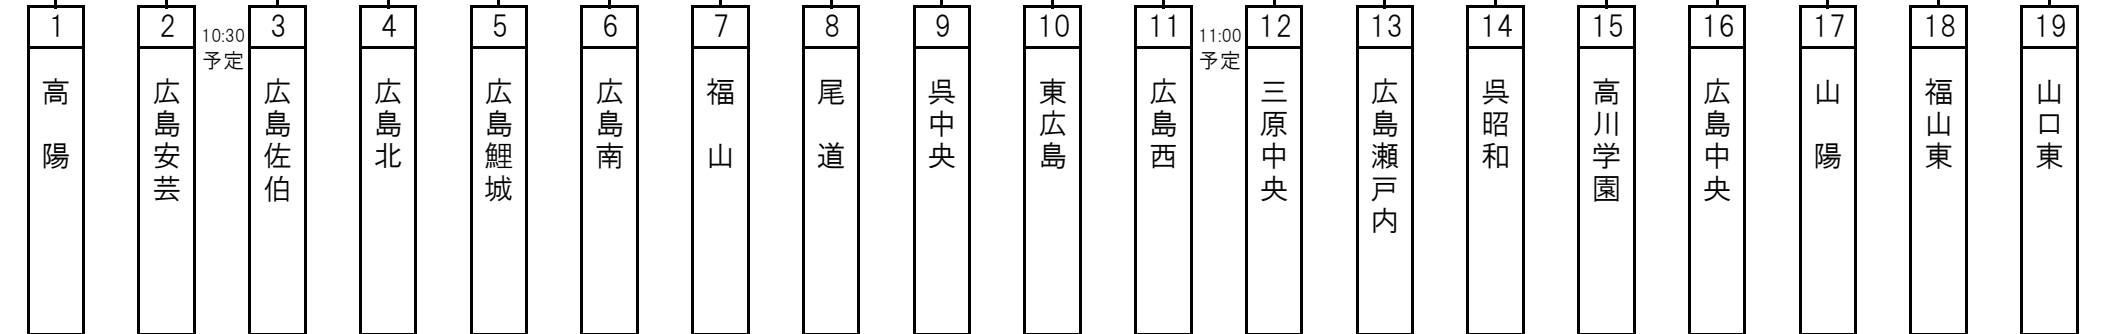 1
高陽
2
広島安芸
10:30
予定
3
広島佐伯
4
広島北
5
広島鯉城
6
広島南
7
福山
8
尾道
9
呉中央
10
東広島
11
広島西
11:00
予定
12
三原中央
13
広島瀬戸内
14
呉昭和
15
高川学園
16
広島中央
17
山陽
18
福山東
19
山口東